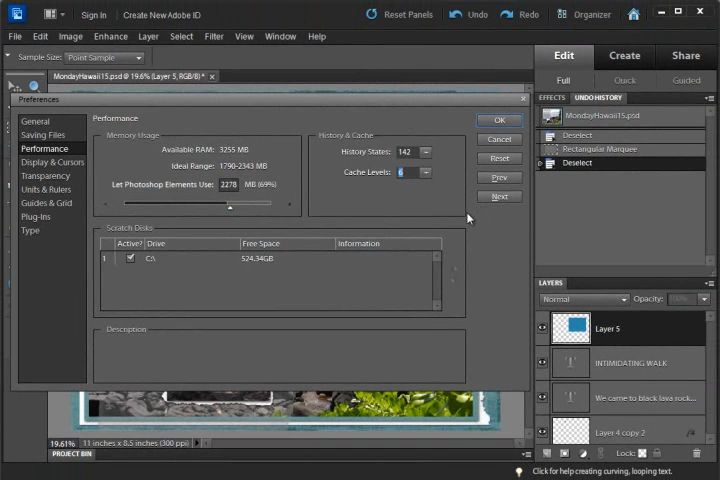 Sign In
Create New Adobe ID
Reset Panels
Undo
Redo
Organizer
File Edit Image Enhance Layer Select Filter View Window Help
Sample Size: Point Sample
Edit Create Share
Full Quick Guided
MondayHawaii15.psd @ 19.6% (Layer 5, RGB/8) * ×
Preferences
General
Saving Files
Performance
Display & Cursors
Transparency
Units & Rulers
Guides & Grid
Plug-Ins
Type
Performance
Memory Usage
Available RAM: 3255 MB
Ideal Range: 1790-2343 MB
Let Photoshop Elements Use: 2278 MB (69%)
History & Cache
History States: 142
Cache Levels: 6
OK
Cancel
Reset
Prev
Next
Scratch Disks
Active? Drive Free Space Information
1 C:\ 524.34GB
Description
EFFECTS UNDO HISTORY
MondayHawaii15.psd
Deselect
Rectangular Marquee
Deselect
LAYERS
Normal Opacity: 100%
Layer 5
T INTIMIDATING WALK
T We came to black lava rock...
Layer 4 copy 2 fx
Lock:
19.61% 11 inches x 8.5 inches (300 ppi)
PROJECT BIN
Click for help creating curving, looping text.